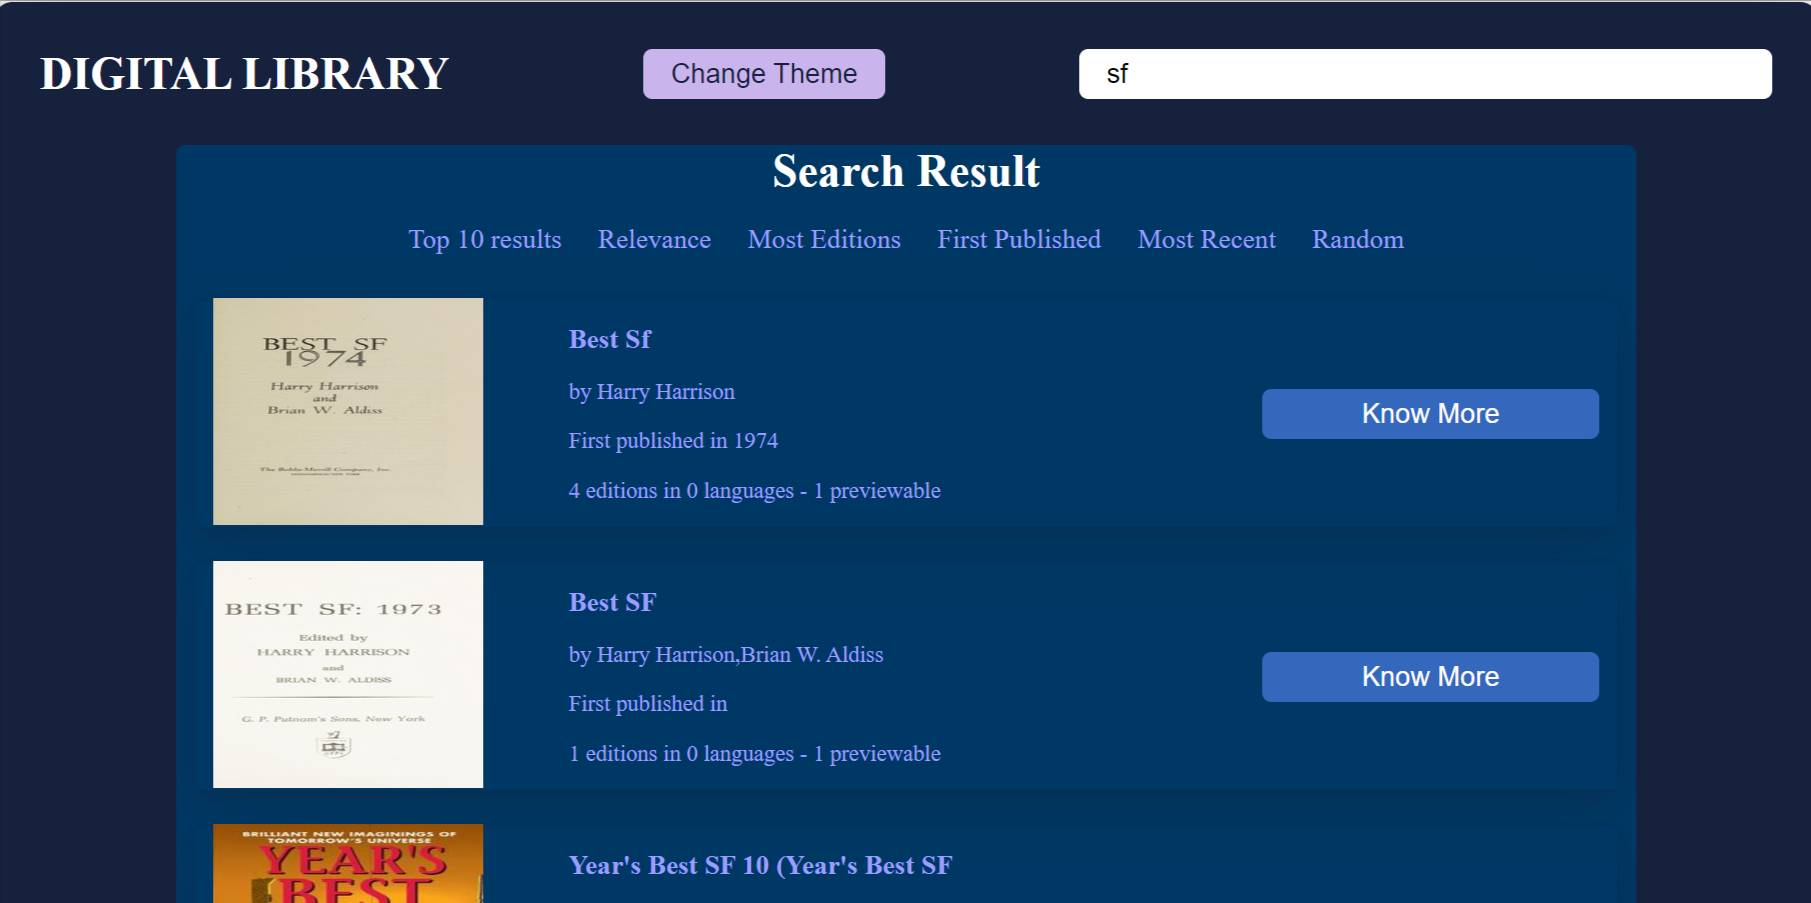 DIGITAL LIBRARY
Change Theme
sf
Search Result
Top 10 results Relevance Most Editions First Published Most Recent Random
BEST SF
1974
Harry Harrison
and
Brian W. Aldiss
The Bobbs-Merrill Company, Inc.
Best Sf
by Harry Harrison
First published in 1974
4 editions in 0 languages - 1 previewable
Know More
BEST SF: 1973
Edited by
HARRY HARRISON
and
BRIAN W. ALDISS
G. P. Putnam's Sons, New York
Best SF
by Harry Harrison,Brian W. Aldiss
First published in
1 editions in 0 languages - 1 previewable
Know More
BRILLIANT NEW IMAGININGS OF
TOMORROW'S UNIVERSE
YEAR'S
BEST
Year's Best SF 10 (Year's Best SF